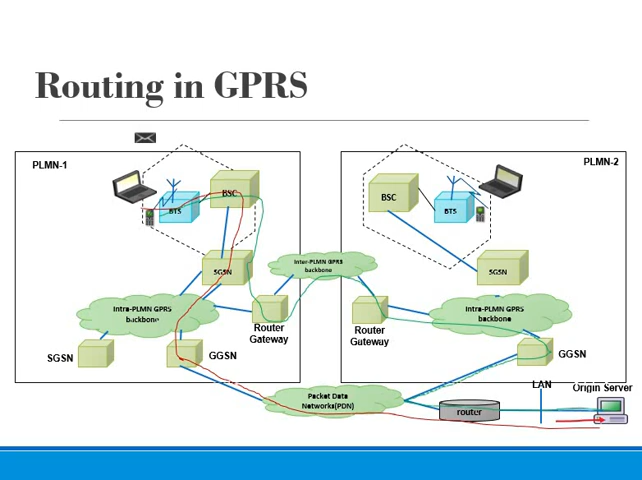 Routing in GPRS
PLMN-1
PLMN-2
BSC
BTS
BSC
BTS
SGSN
Inter-PLMN GPRS
backbone
SGSN
Intra-PLMN GPRS
backbone
Intra-PLMN GPRS
backbone
Router
Gateway
Router
Gateway
SGSN
GGSN
GGSN
Packet Data
Networks(PDN)
LAN
Origin Server
router